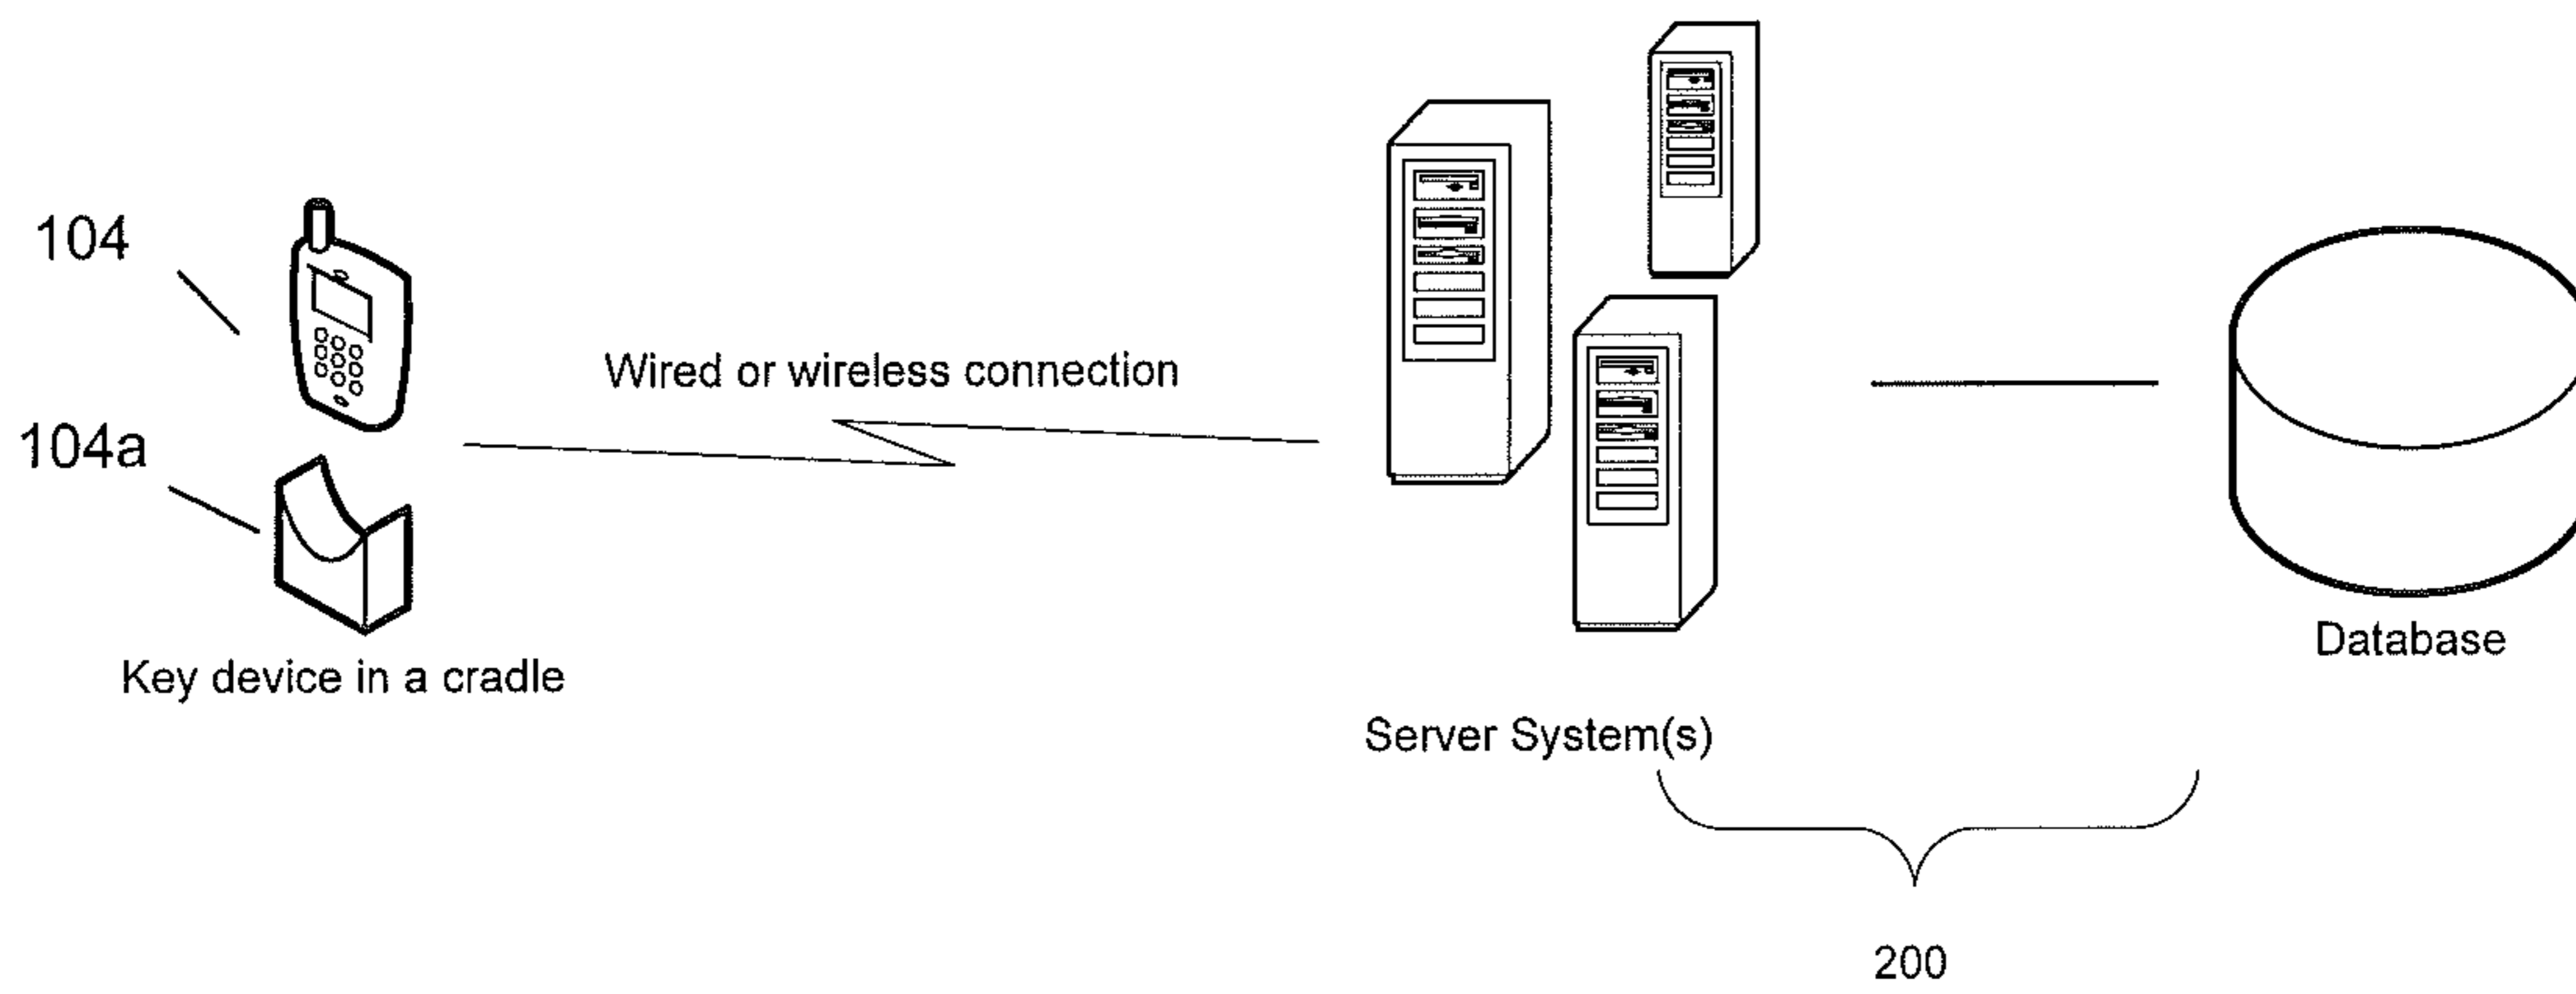 104
Wired or wireless connection
104a
Key device in a cradle
Database
Server System(s)
200